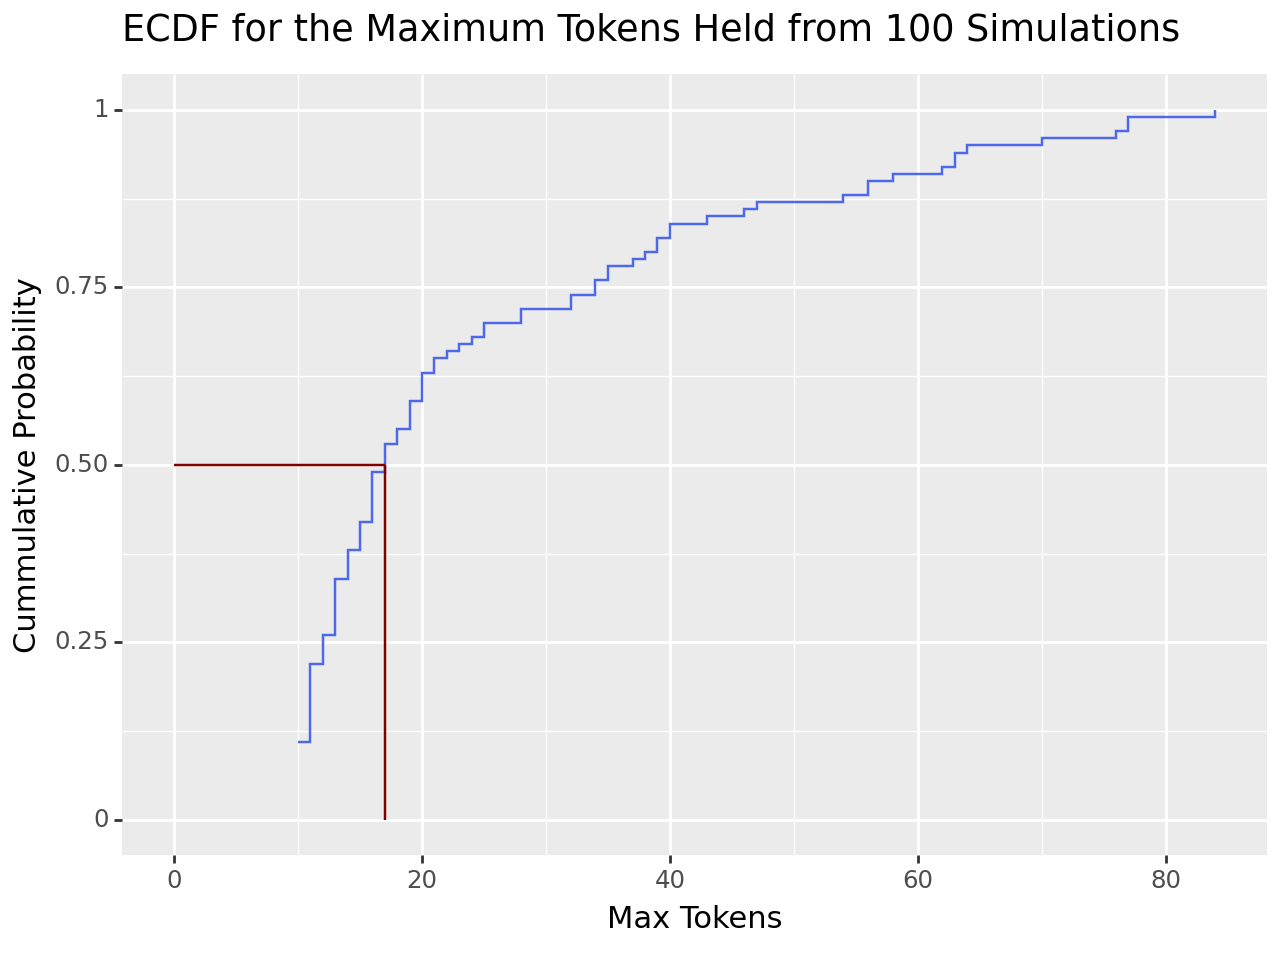 ECDF for the Maximum Tokens Held from 100 Simulations
Cummulative Probability
1
0.75
0.50
0.25
0
0 20 40 60 80
Max Tokens